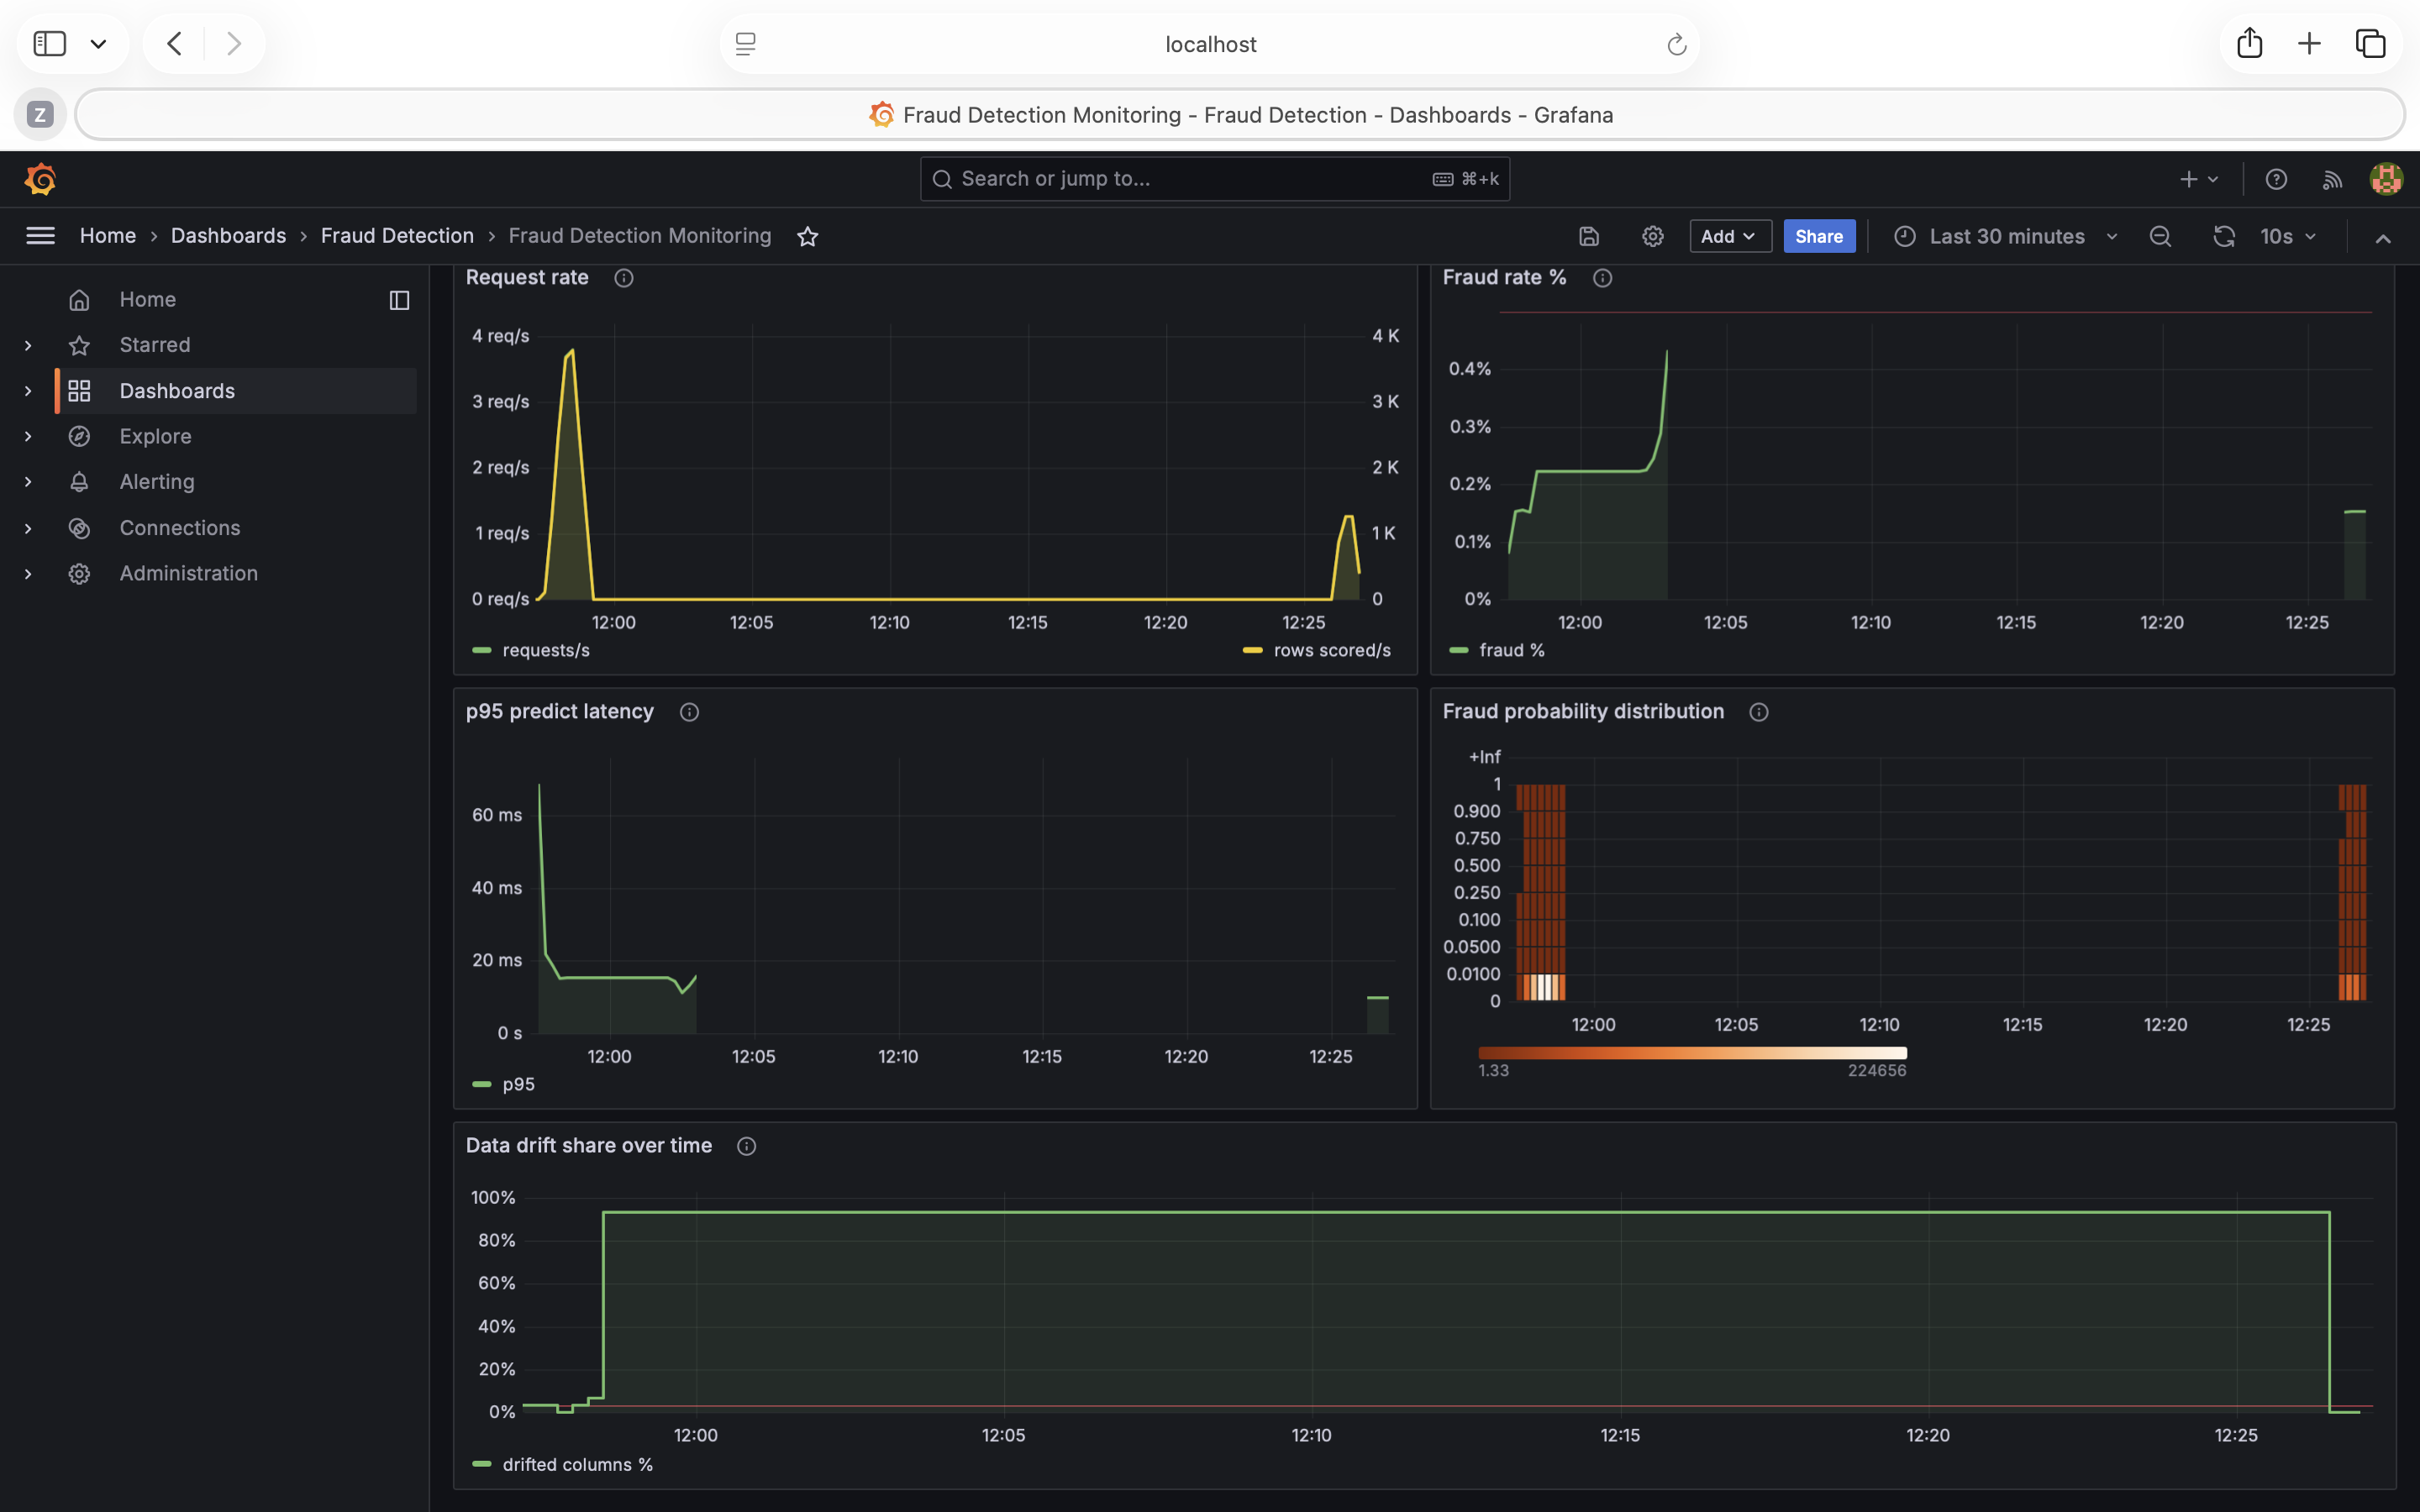 localhost
Z
Fraud Detection Monitoring - Fraud Detection - Dashboards - Grafana
Search or jump to... ⌘+k
Home › Dashboards › Fraud Detection › Fraud Detection Monitoring
Add
Share
Last 30 minutes
10s
Home
Starred
Dashboards
Explore
Alerting
Connections
Administration
Request rate
4 req/s
3 req/s
2 req/s
1 req/s
0 req/s
4 K
3 K
2 K
1 K
0
12:00 12:05 12:10 12:15 12:20 12:25
requests/s
rows scored/s
Fraud rate %
0.4%
0.3%
0.2%
0.1%
0%
12:00 12:05 12:10 12:15 12:20 12:25
fraud %
p95 predict latency
60 ms
40 ms
20 ms
0 s
12:00 12:05 12:10 12:15 12:20 12:25
p95
Fraud probability distribution
+Inf
1
0.900
0.750
0.500
0.250
0.100
0.0500
0.0100
0
12:00 12:05 12:10 12:15 12:20 12:25
1.33 224656
Data drift share over time
100%
80%
60%
40%
20%
0%
12:00 12:05 12:10 12:15 12:20 12:25
drifted columns %